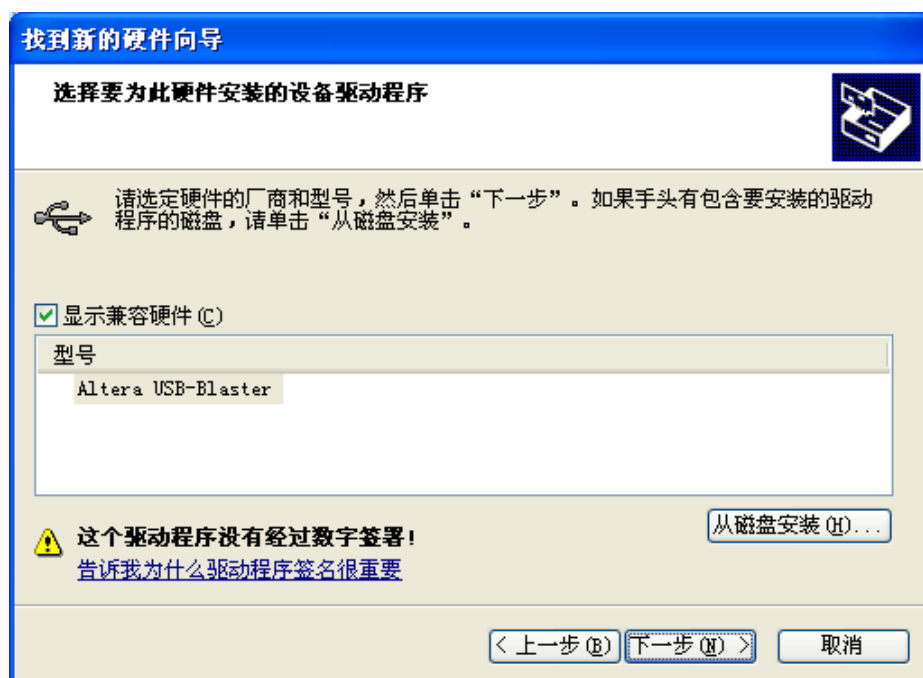 找到新的硬件向导
选择要为此硬件安装的设备驱动程序
请选定硬件的厂商和型号，然后单击“下一步”。如果手头有包含要安装的驱动
程序的磁盘，请单击“从磁盘安装”。
显示兼容硬件(C)
型号
Altera USB-Blaster
这个驱动程序没有经过数字签署!
告诉我为什么驱动程序签名很重要
从磁盘安装(H)...
< 上一步(B)
下一步(N) >
取消